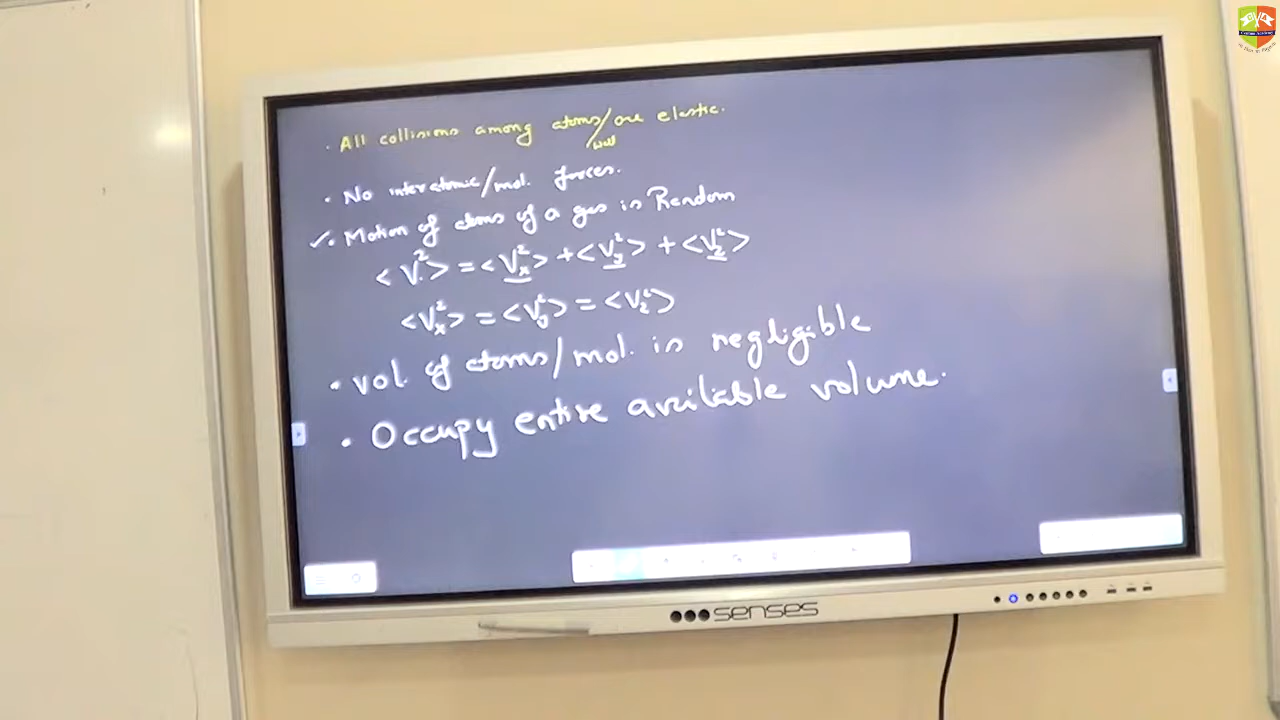 . All collisions among atoms/are elastic.
wall
. No interatomic/mol. forces.
✓. Motion of atoms of a gas is Random
<V²> = <Vx²> + <Vy²> + <Vz²>
<Vx²> = <Vy²> = <Vz²>
. vol. of atoms/mol. is negligible
. Occupy entire available volume.
senses